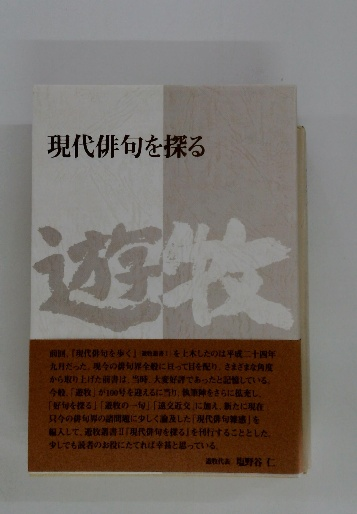 現代俳句を探る
遊牧
前回、『現代俳句を歩く』（遊牧叢書Ⅰ）を上木したのは平成二十四年
九月だった。現今の俳句界全般に亘って目を配り、さまざまな角度
から取り上げた前書は、当時、大変好評であったと記憶している。
今般、「遊牧」が100号を迎えるに当り、執筆陣をさらに拡充し、
「好句を探る」「遊牧の一句」「遠交近交」に加え、新たに現在
只今の俳句界の諸問題に少しく論及した「現代俳句雑感」を
編入して、遊牧叢書Ⅱ『現代俳句を探る』を刊行することとした。
少しでも読者のお役にたてれば幸甚と思っている。
遊牧代表 塩野谷 仁